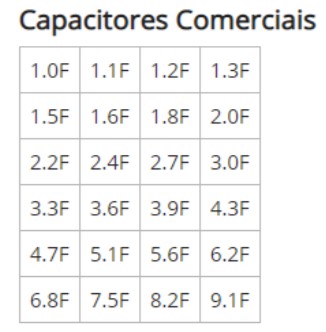 Capacitores Comerciais
1.0F 1.1F 1.2F 1.3F
1.5F 1.6F 1.8F 2.0F
2.2F 2.4F 2.7F 3.0F
3.3F 3.6F 3.9F 4.3F
4.7F 5.1F 5.6F 6.2F
6.8F 7.5F 8.2F 9.1F